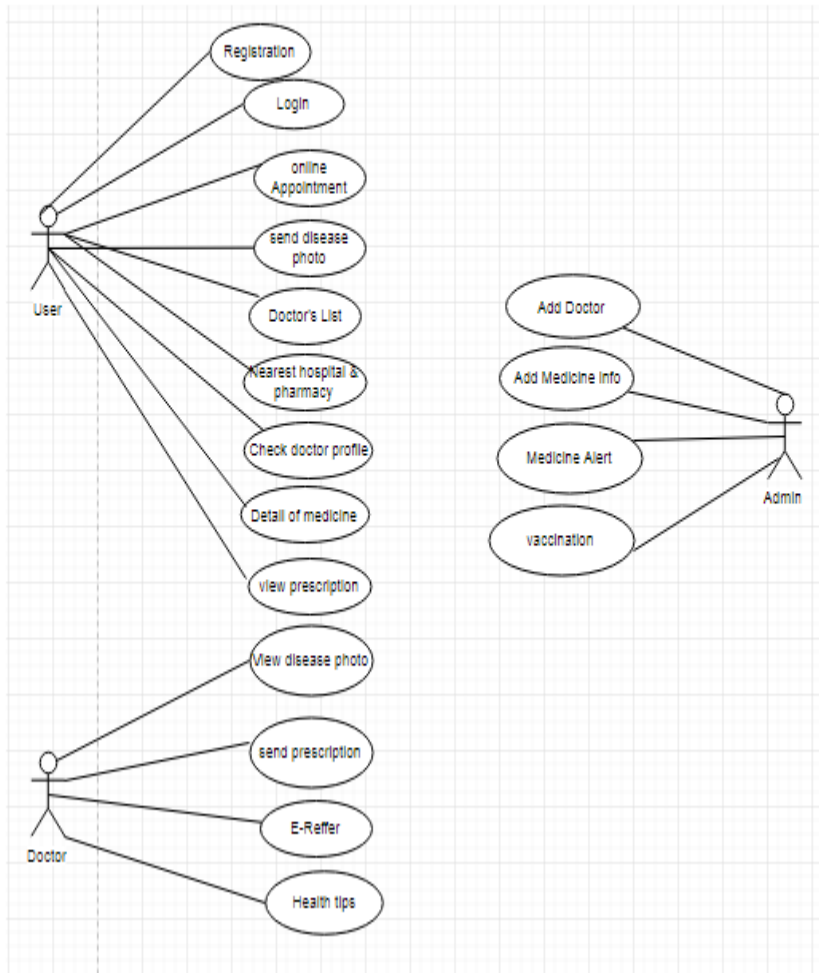 Registration
Login
online
Appointment
send disease
photo
User
Doctor's List
Nearest hospital &
pharmacy
Check doctor profile
Detail of medicine
view prescription
View disease photo
send prescription
E-Reffer
Doctor
Health tips
Add Doctor
Add Medicine info
Medicine Alert
Admin
vaccination